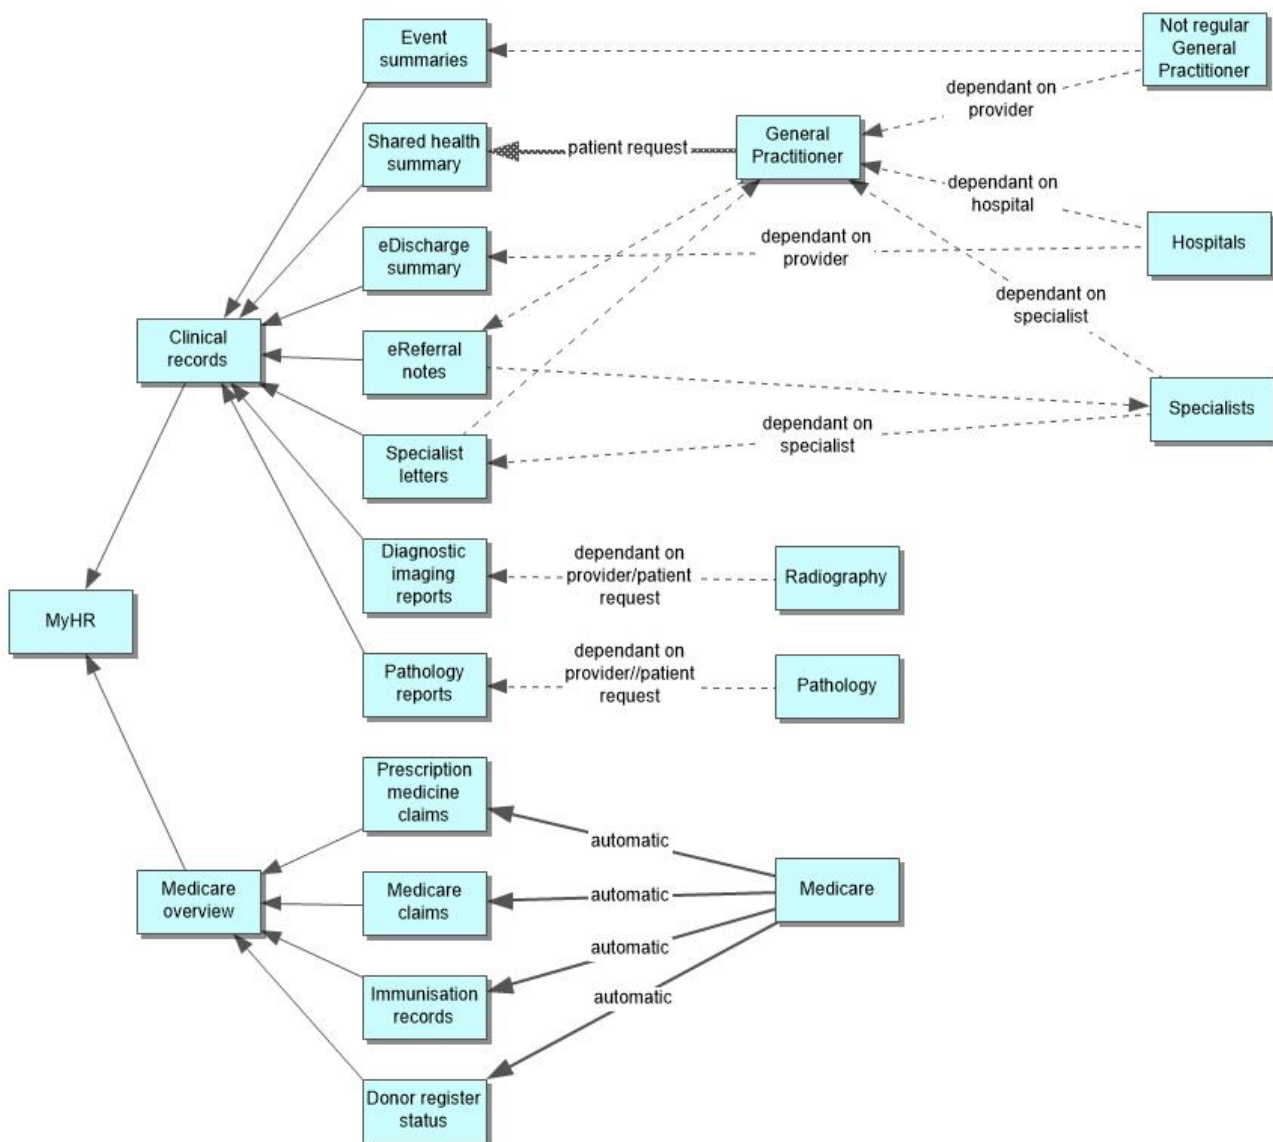 Event
summaries
Not regular
General
Practitioner
dependant on
provider
Shared health
summary
patient request
General
Practitioner
dependant on
hospital
eDischarge
summary
dependant on
provider
Hospitals
dependant on
specialist
Clinical
records
eReferral
notes
Specialists
dependant on
specialist
Specialist
letters
Diagnostic
imaging
reports
dependant on
provider/patient
request
Radiography
MyHR
Pathology
reports
dependant on
provider//patient
request
Pathology
Prescription
medicine
claims
automatic
Medicare
overview
Medicare
claims
automatic
Medicare
automatic
Immunisation
records
automatic
Donor register
status